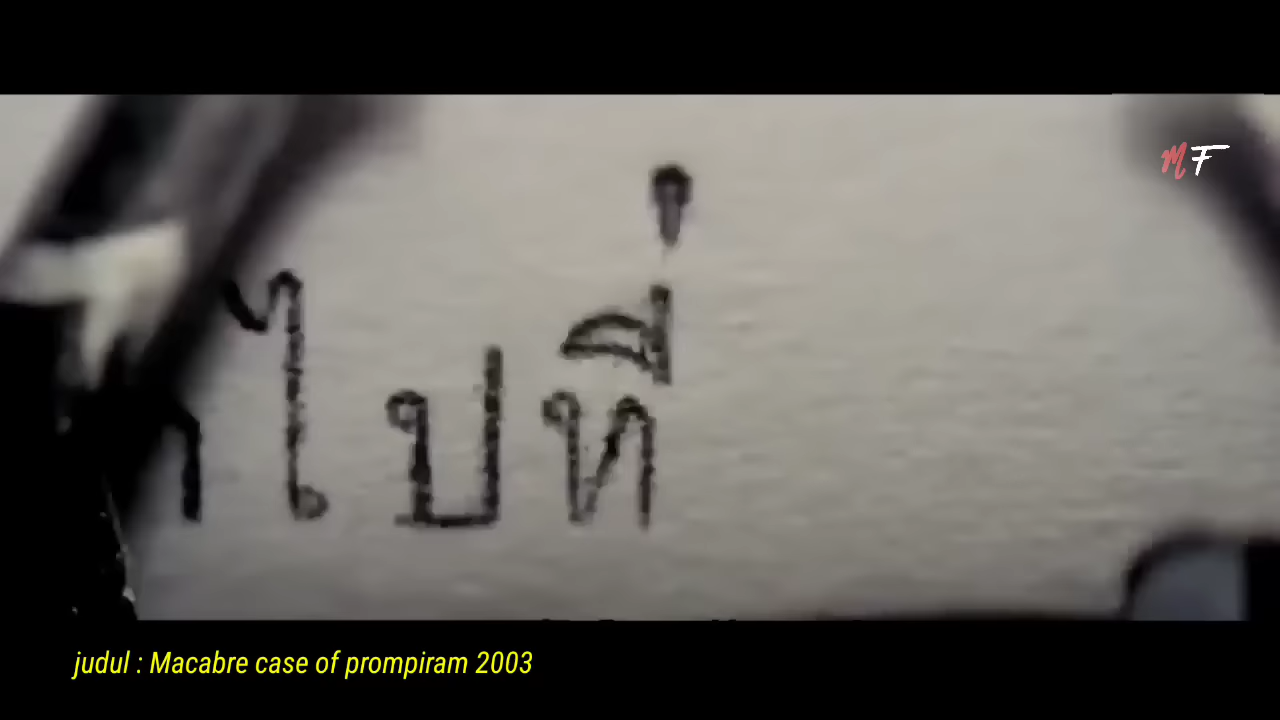 MF
ไปที่
judul : Macabre case of prompiram 2003